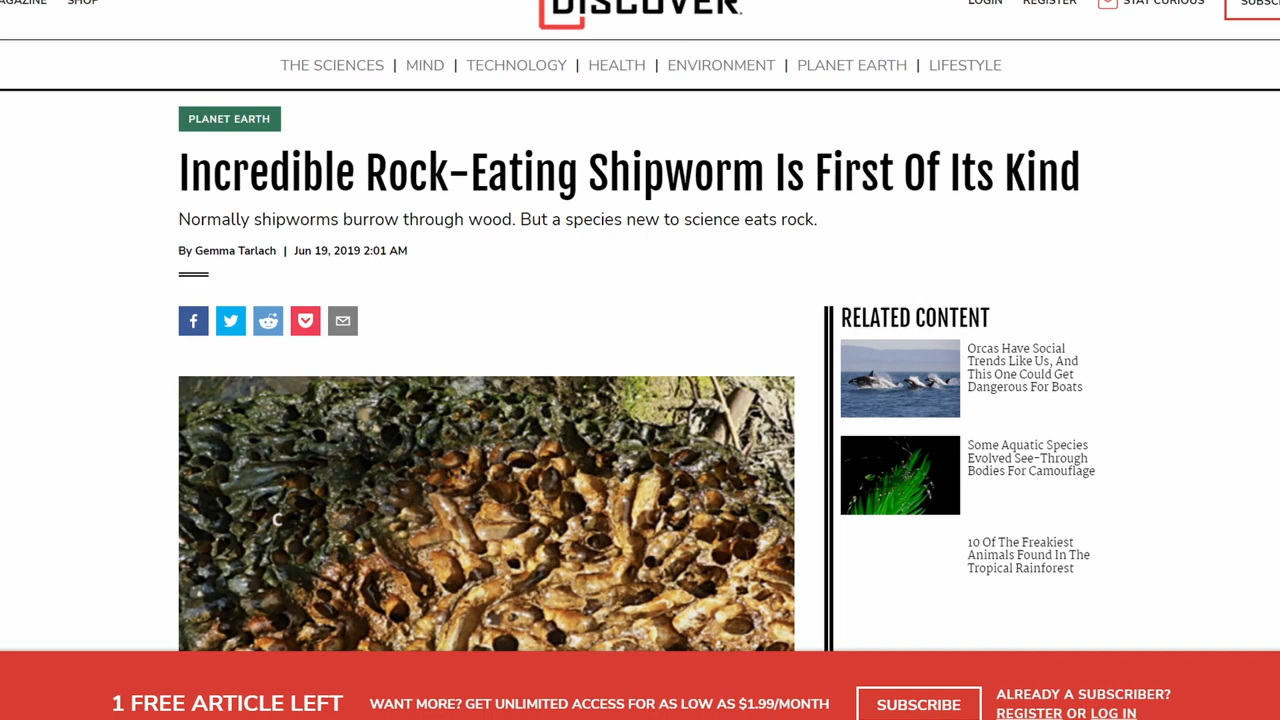 MAGAZINE SHOP
DISCOVER
LOGIN REGISTER STAY CURIOUS
THE SCIENCES | MIND | TECHNOLOGY | HEALTH | ENVIRONMENT | PLANET EARTH | LIFESTYLE
PLANET EARTH
Incredible Rock-Eating Shipworm Is First Of Its Kind
Normally shipworms burrow through wood. But a species new to science eats rock.
By Gemma Tarlach | Jun 19, 2019 2:01 AM
RELATED CONTENT
Orcas Have Social
Trends Like Us, And
This One Could Get
Dangerous For Boats
Some Aquatic Species
Evolved See-Through
Bodies For Camouflage
10 Of The Freakiest
Animals Found In The
Tropical Rainforest
C
1 FREE ARTICLE LEFT
WANT MORE? GET UNLIMITED ACCESS FOR AS LOW AS $1.99/MONTH
SUBSCRIBE
ALREADY A SUBSCRIBER?
REGISTER OR LOG IN